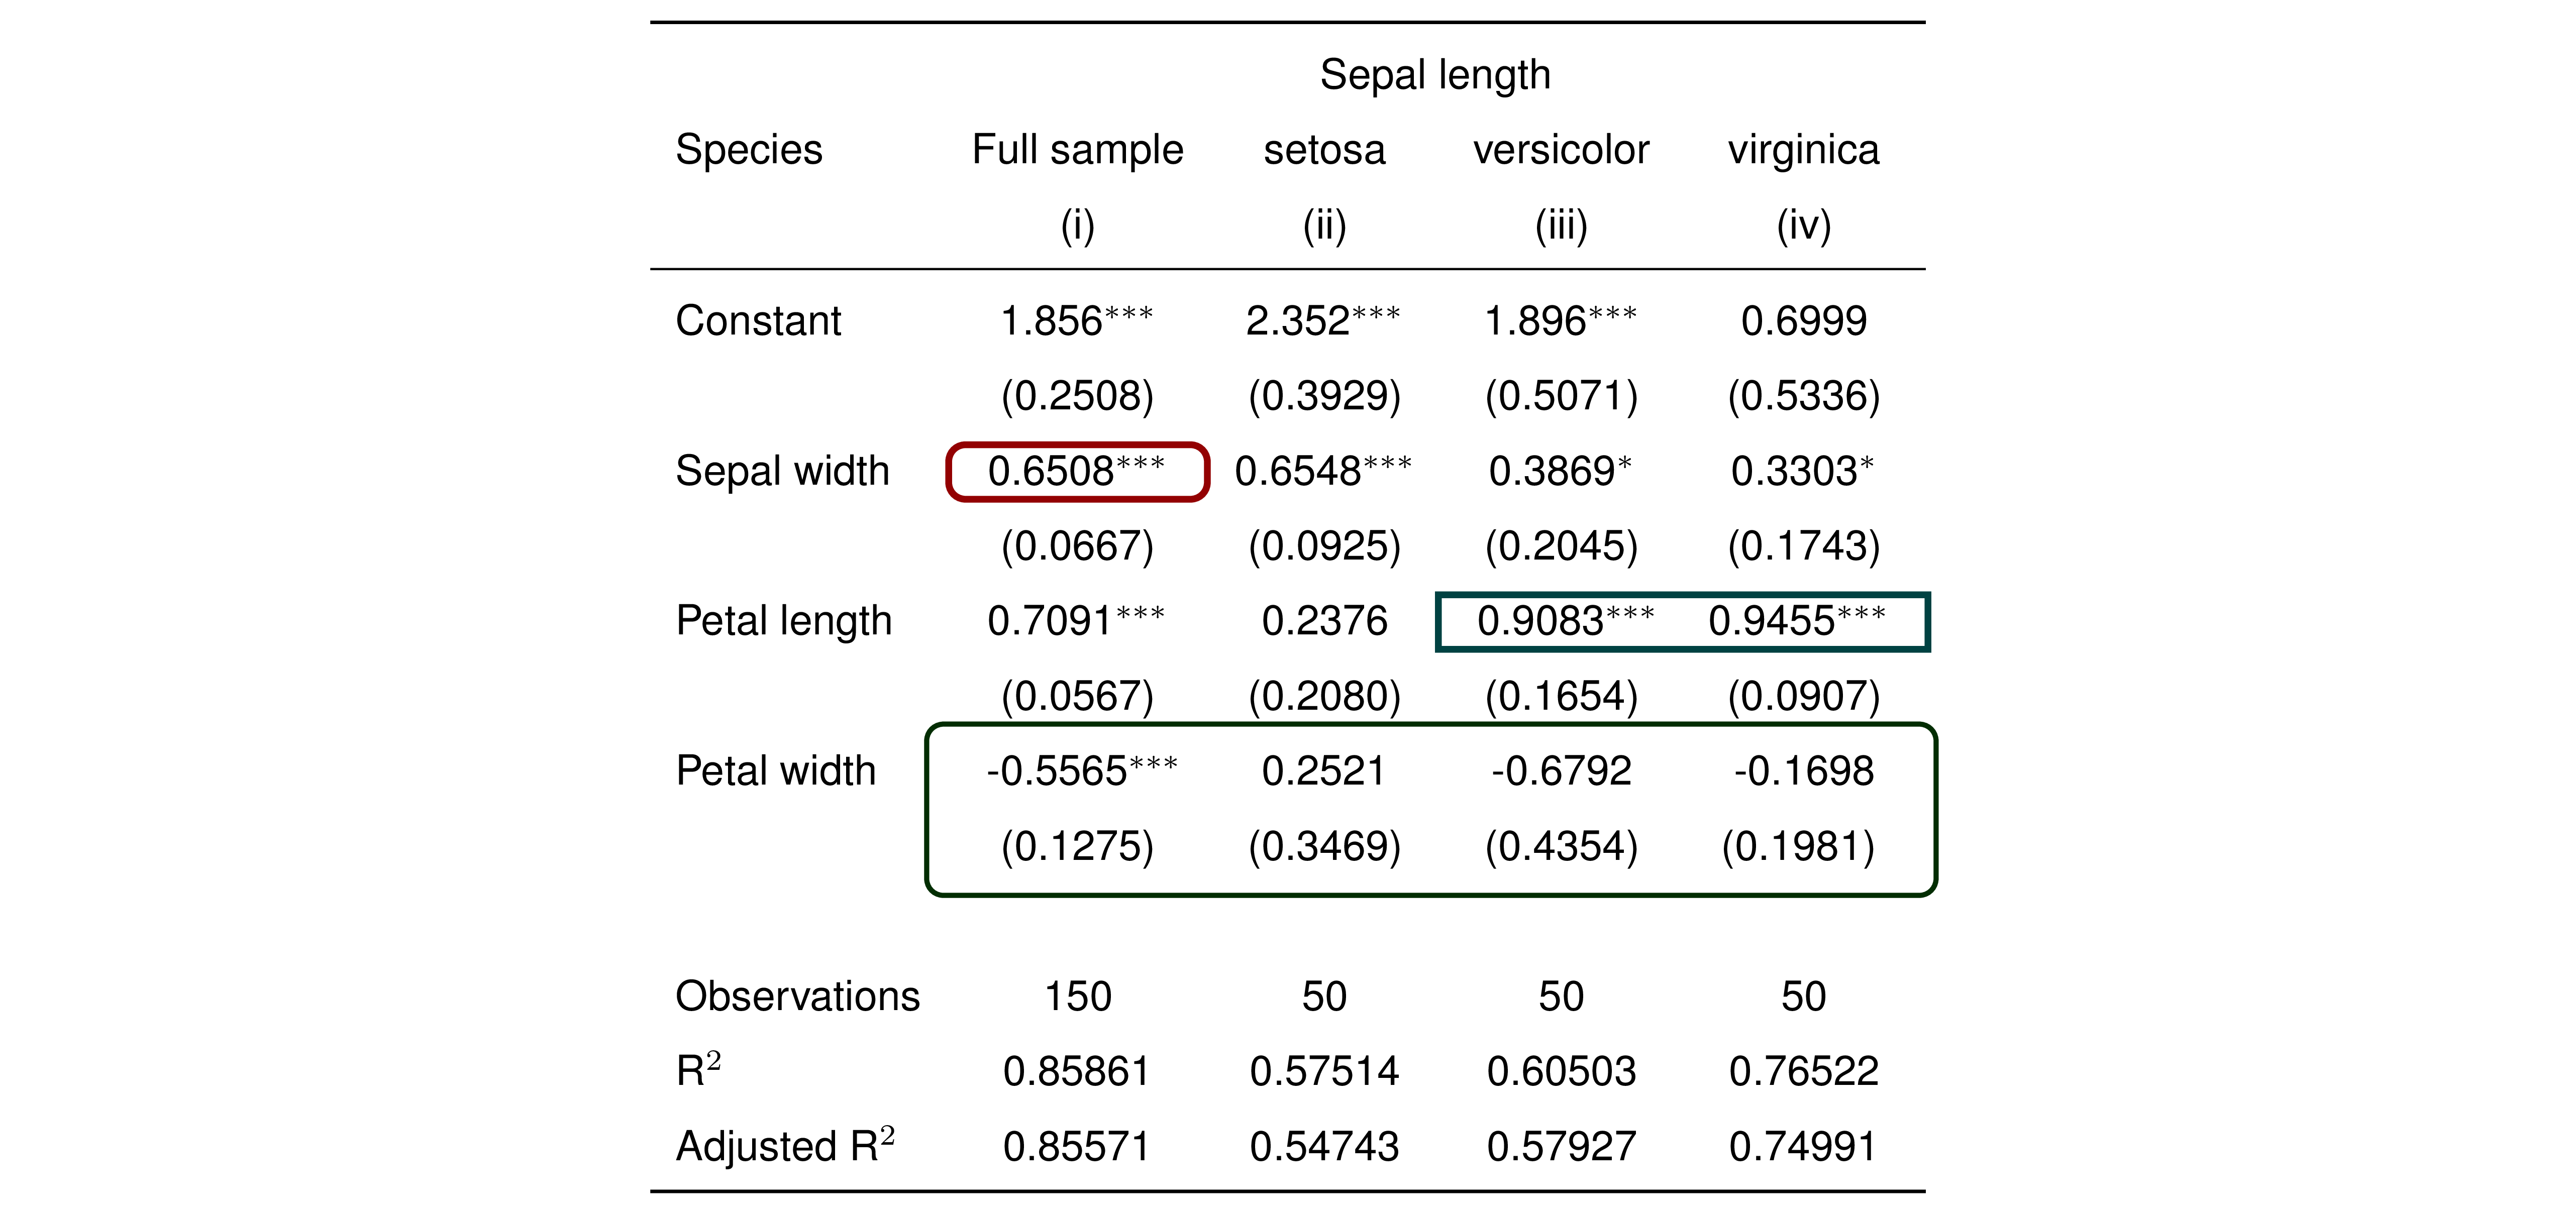 Sepal length
Species Full sample setosa versicolor virginica
(i) (ii) (iii) (iv)
Constant 1.856*** 2.352*** 1.896*** 0.6999
(0.2508) (0.3929) (0.5071) (0.5336)
Sepal width 0.6508*** 0.6548*** 0.3869* 0.3303*
(0.0667) (0.0925) (0.2045) (0.1743)
Petal length 0.7091*** 0.2376 0.9083*** 0.9455***
(0.0567) (0.2080) (0.1654) (0.0907)
Petal width -0.5565*** 0.2521 -0.6792 -0.1698
(0.1275) (0.3469) (0.4354) (0.1981)
Observations 150 50 50 50
R² 0.85861 0.57514 0.60503 0.76522
Adjusted R² 0.85571 0.54743 0.57927 0.74991